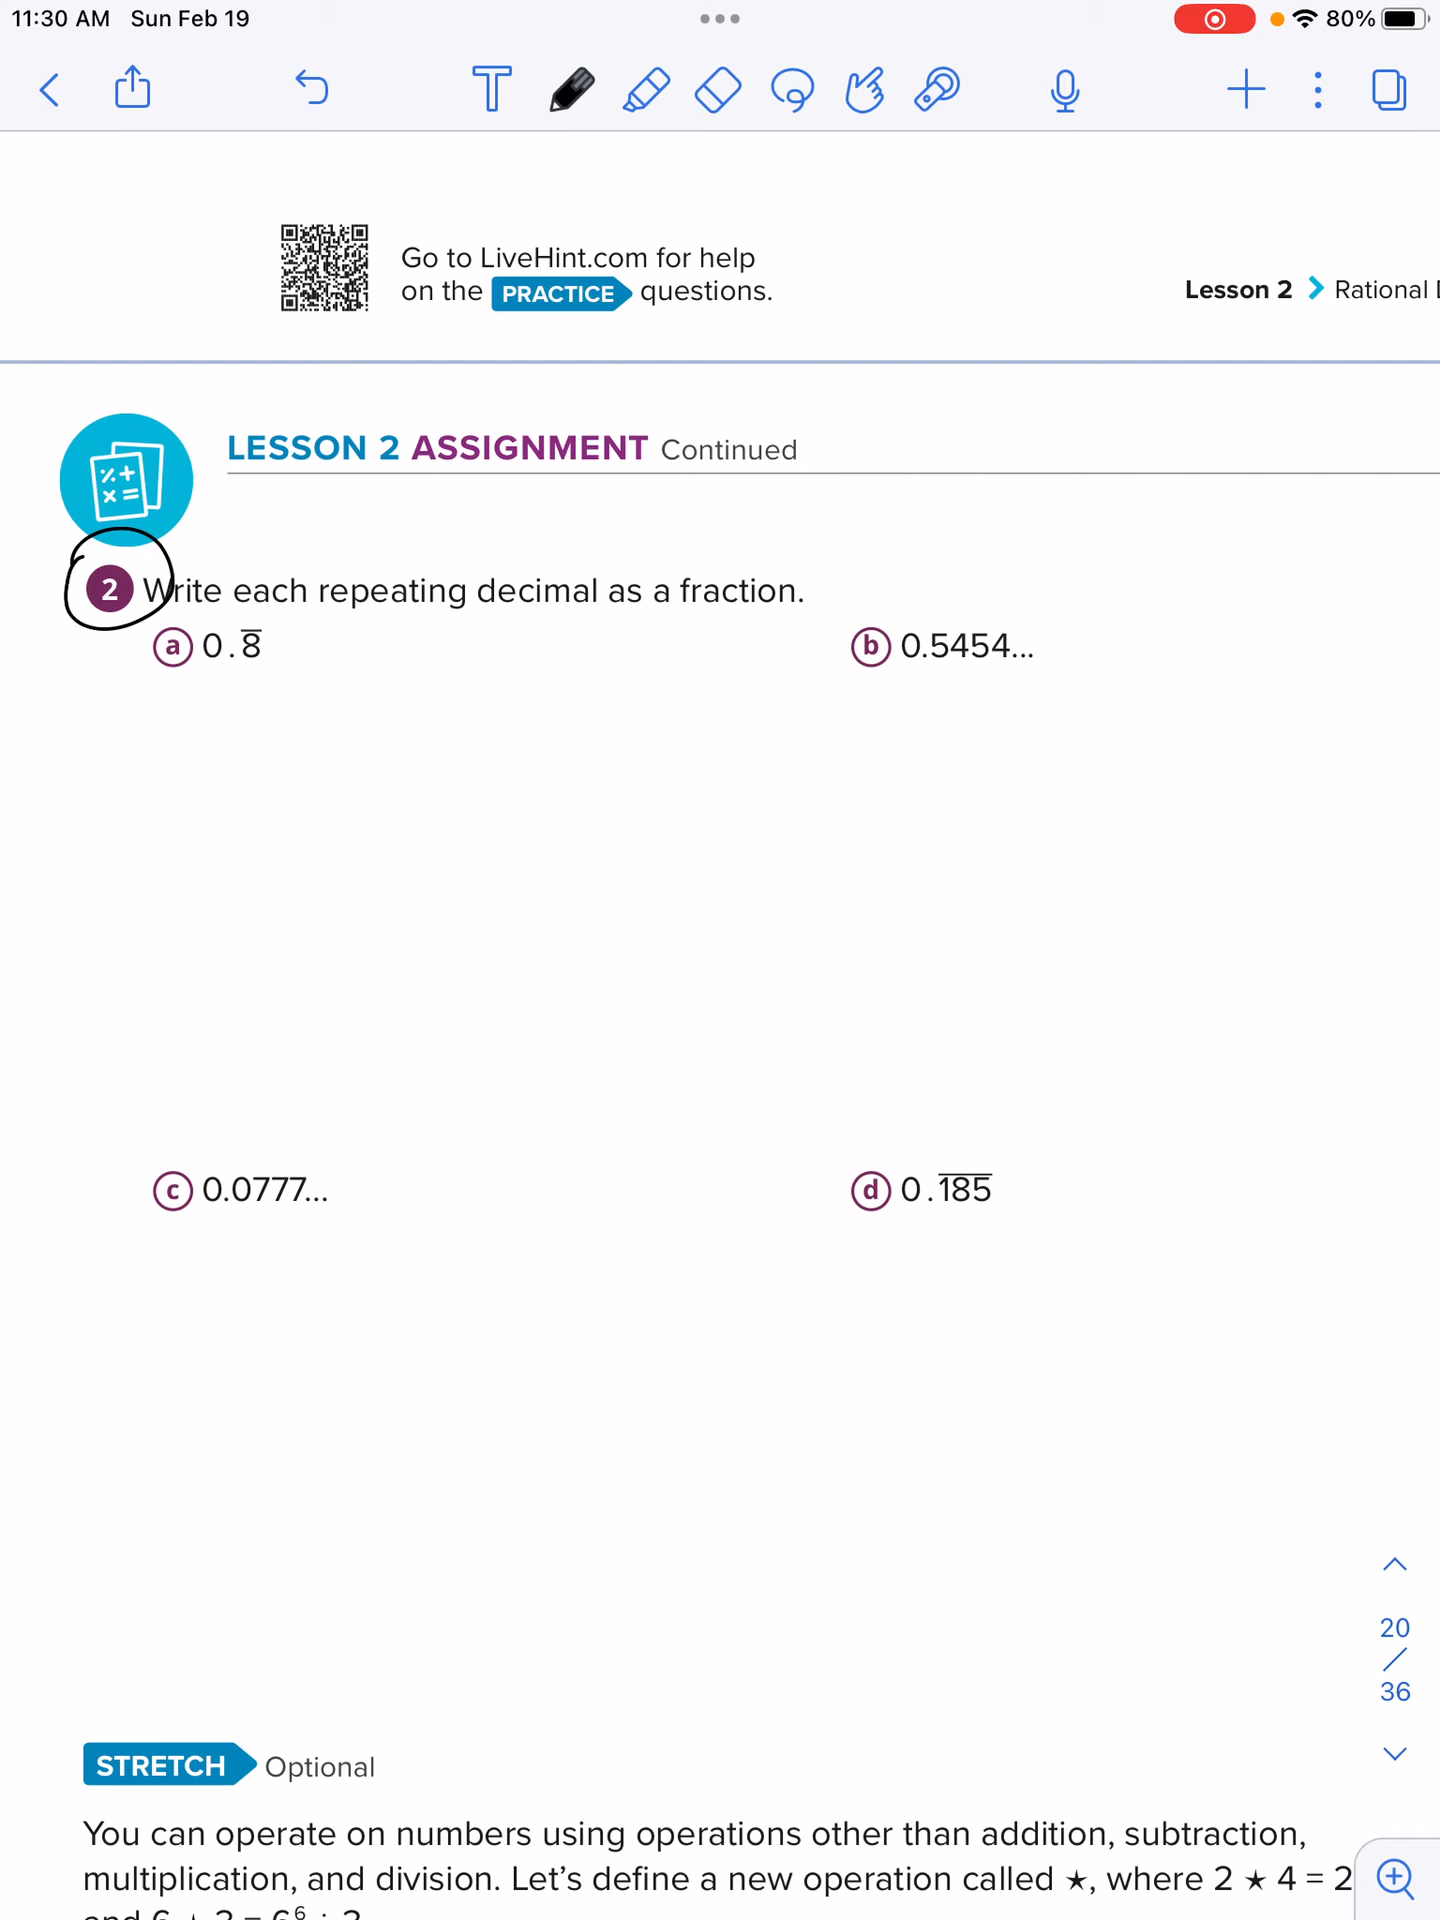 11:30 AM Sun Feb 19
80%
Go to LiveHint.com for help
on the PRACTICE questions.
Lesson 2 > Rational
LESSON 2 ASSIGNMENT Continued
2 Write each repeating decimal as a fraction.
a 0.8̅
b 0.5454...
c 0.0777...
d 0.1̅8̅5̅
20
/
36
STRETCH Optional
You can operate on numbers using operations other than addition, subtraction,
multiplication, and division. Let’s define a new operation called ★, where 2 ★ 4 = 2